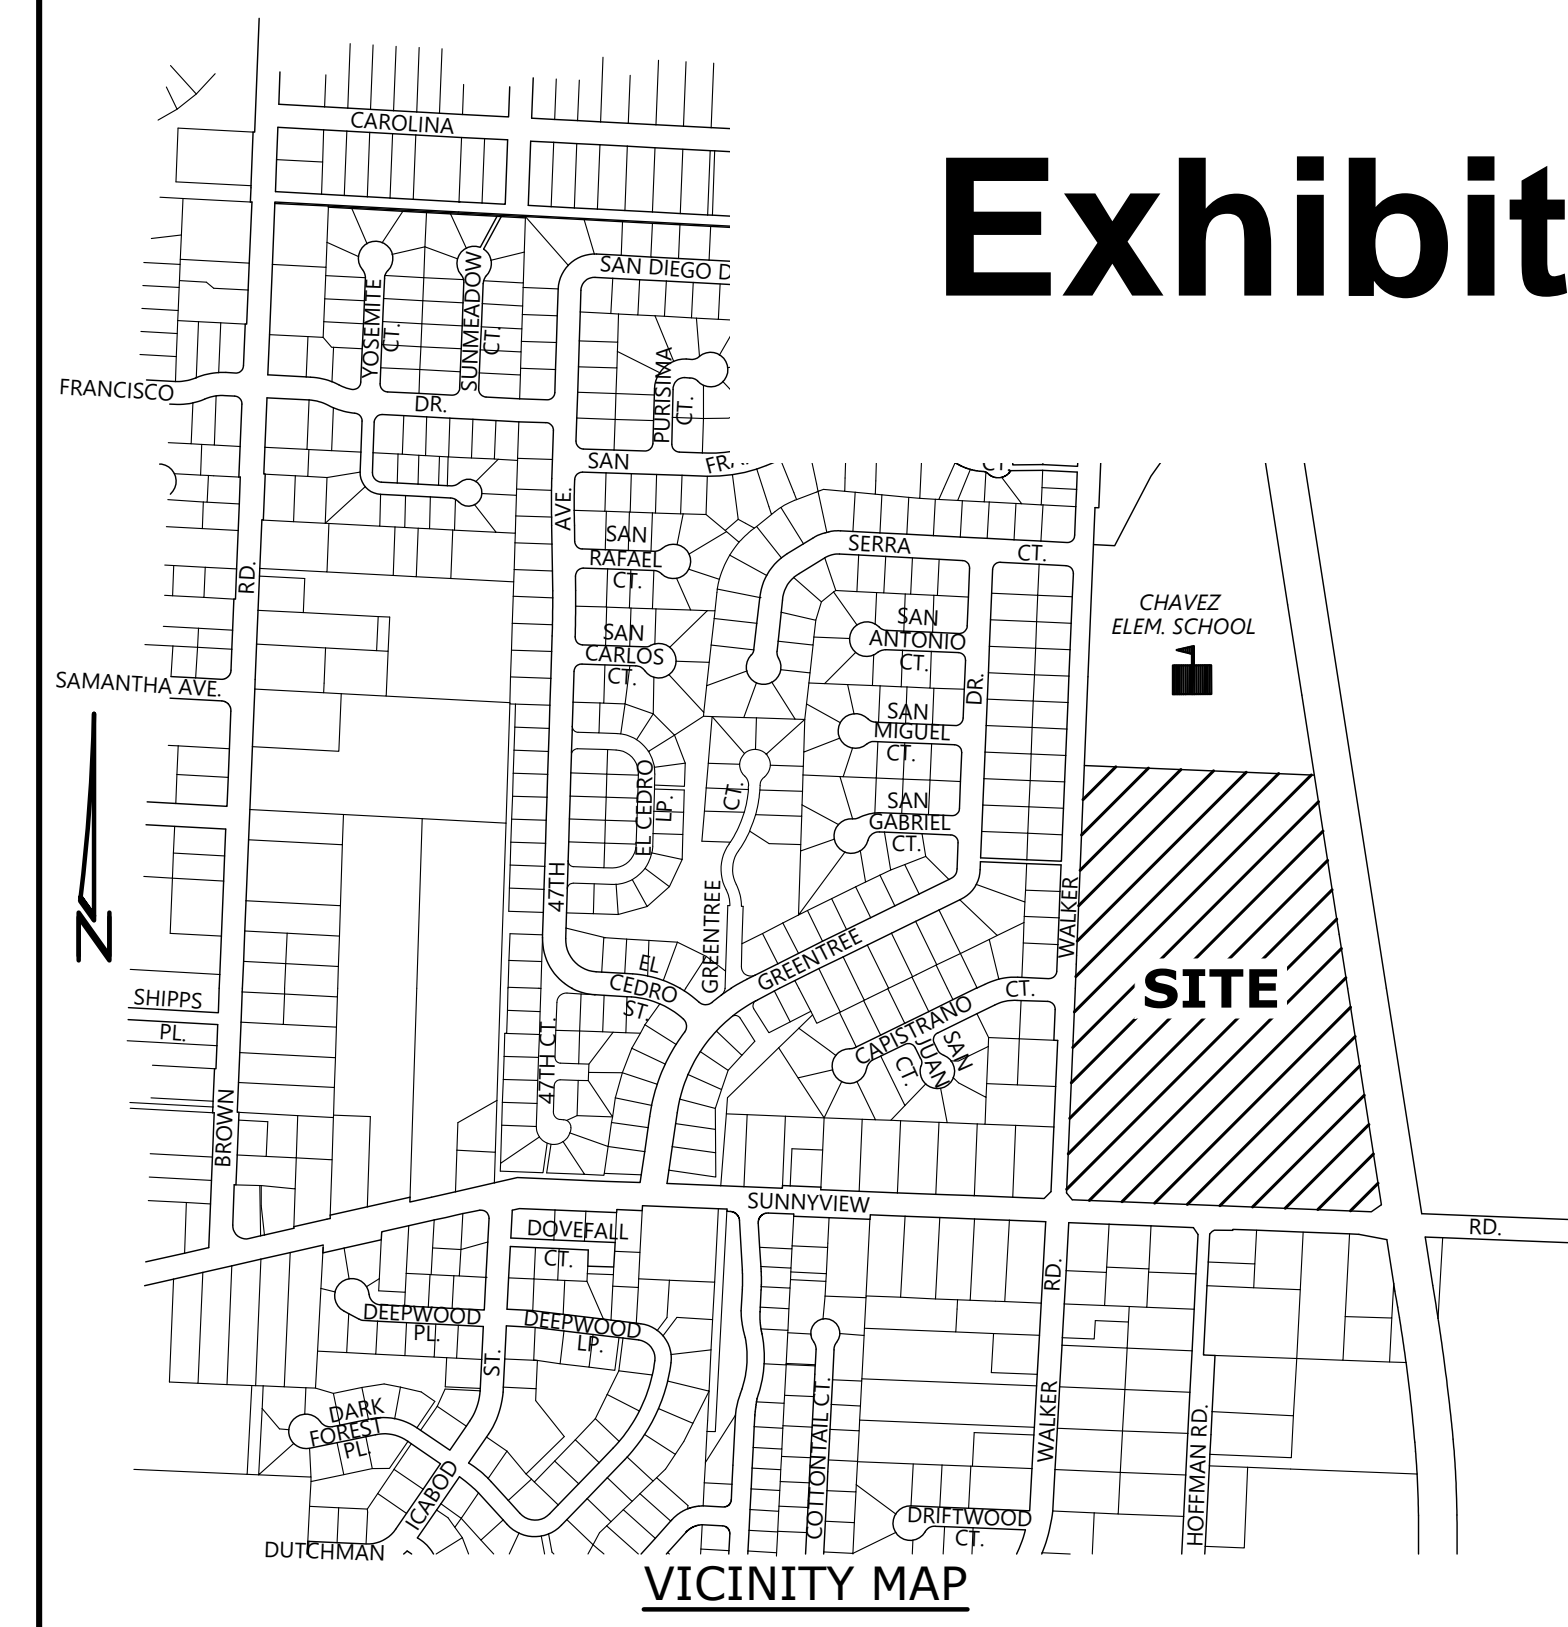 CAROLINA
Exhibit
SAN DIEGO D
YOSEMITE
CT.
SUNMEADOW
CT.
PURISIMA
CT.
FRANCISCO
DR.
SAN
CT.
AVE.
SAN
RAFAEL
CT.
SERRA
CT.
RD.
CHAVEZ
ELEM. SCHOOL
SAN
ANTONIO
CT.
SAN
CARLOS
CT.
SAMANTHA AVE.
DR.
SAN
MIGUEL
CT.
EL CEDRO
LP.
CT.
SAN
GABRIEL
CT.
47TH
GREENTREE
WALKER
N
GREENTREE
EL
CEDRO
ST.
SITE
SHIPPS
PL.
CT.
CAPISTRANO
SAN
JUAN
CT.
47TH CT.
BROWN
SUNNYVIEW
RD.
DOVEFALL
CT.
RD.
DEEPWOOD
PL.
DEEPWOOD
LP.
ST.
DARK
FOREST
PL.
COTTONTAIL CT.
WALKER
HOFFMAN RD.
ICABOD
DRIFTWOOD
CT.
DUTCHMAN
VICINITY MAP